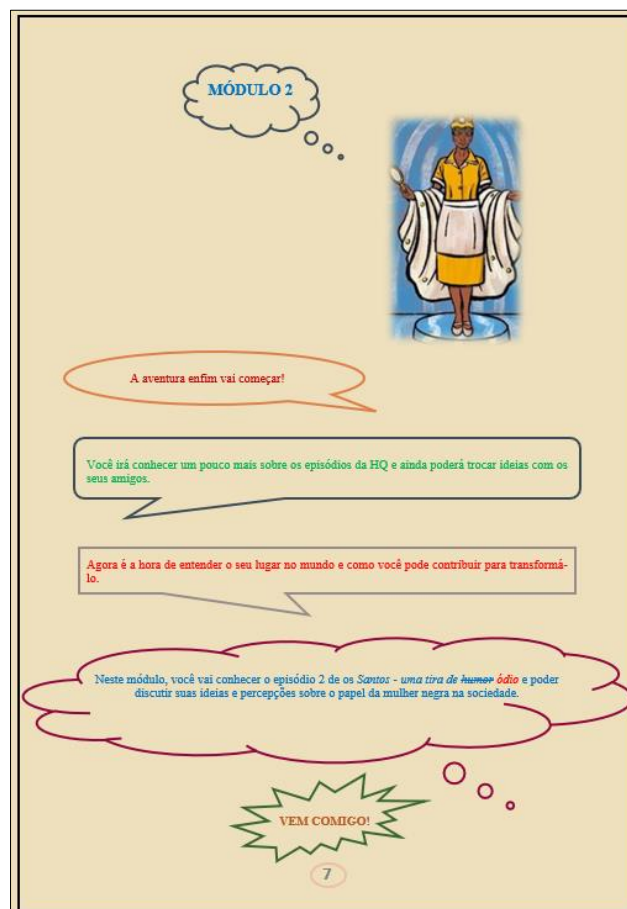 MÓDULO 2
A aventura enfim vai começar!
Você irá conhecer um pouco mais sobre os episódios da HQ e ainda poderá trocar ideias com os
seus amigos.
Agora é a hora de entender o seu lugar no mundo e como você pode contribuir para transformá-
lo.
Neste módulo, você vai conhecer o episódio 2 de os Santos - uma tira de humor ódio e poder
discutir suas ideias e percepções sobre o papel da mulher negra na sociedade.
VEM COMIGO!
7